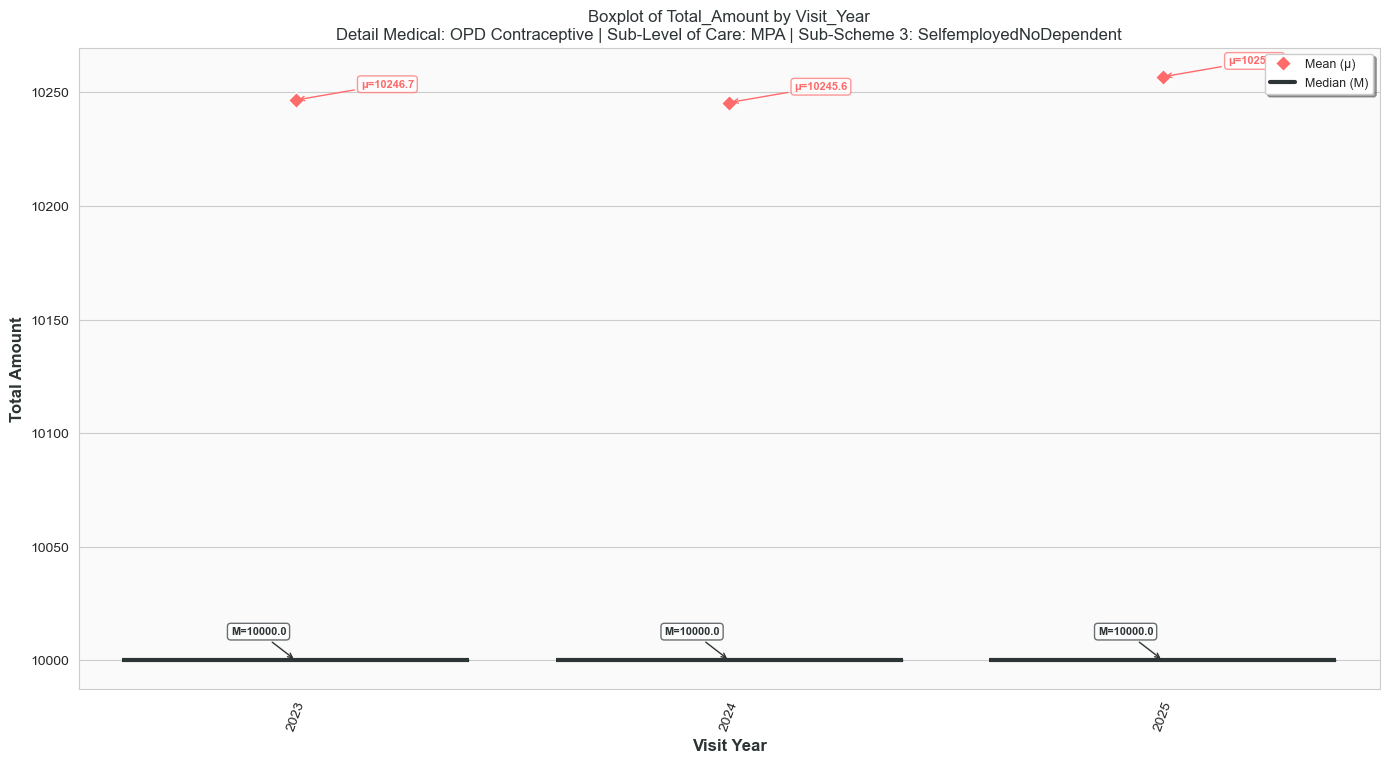 Boxplot of Total_Amount by Visit_Year
Detail Medical: OPD Contraceptive | Sub-Level of Care: MPA | Sub-Scheme 3: SelfemployedNoDependent
Mean (μ)
Median (M)
μ=10246.7
μ=10245.6
10250
10200
10150
10100
10050
10000
Total Amount
M=10000.0
M=10000.0
M=10000.0
2023
2024
2025
Visit Year